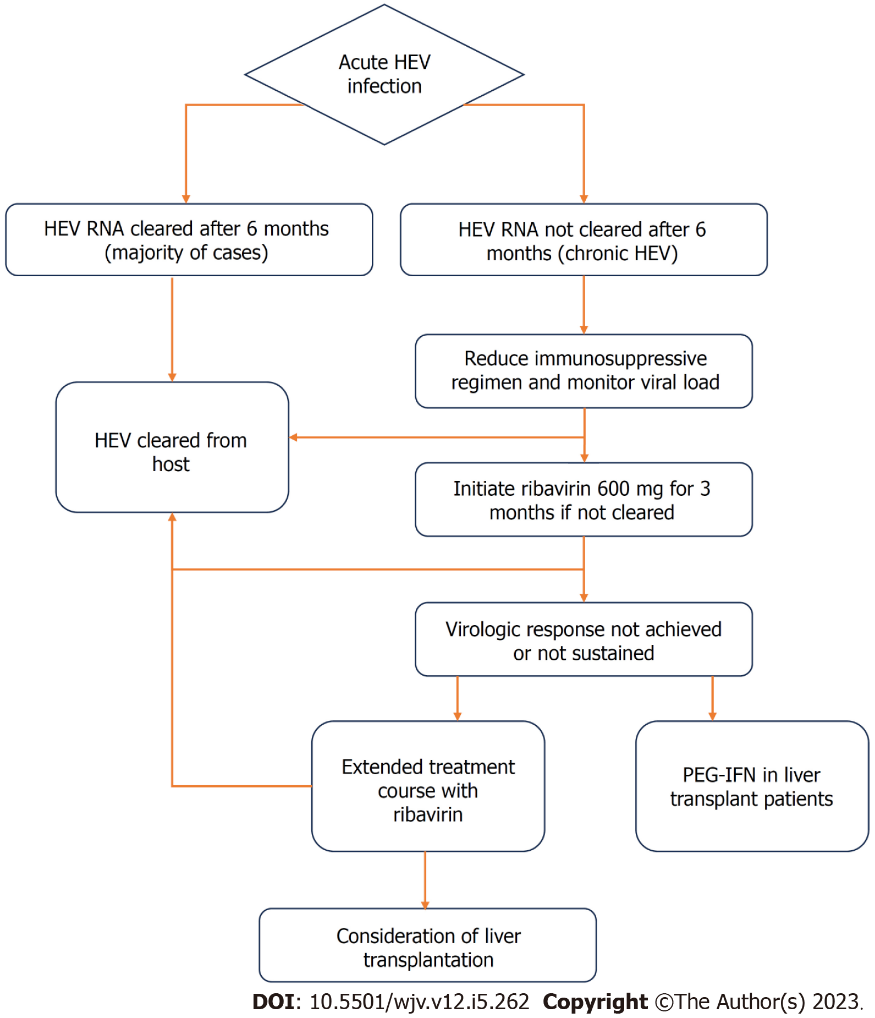 Acute HEV
infection
HEV RNA cleared after 6 months
(majority of cases)
HEV RNA not cleared after 6
months (chronic HEV)
Reduce immunosuppressive
regimen and monitor viral load
HEV cleared from
host
Initiate ribavirin 600 mg for 3
months if not cleared
Virologic response not achieved
or not sustained
Extended treatment
course with
ribavirin
PEG-IFN in liver
transplant patients
Consideration of liver
transplantation
DOI: 10.5501/wjv.v12.i5.262 Copyright ©The Author(s) 2023.